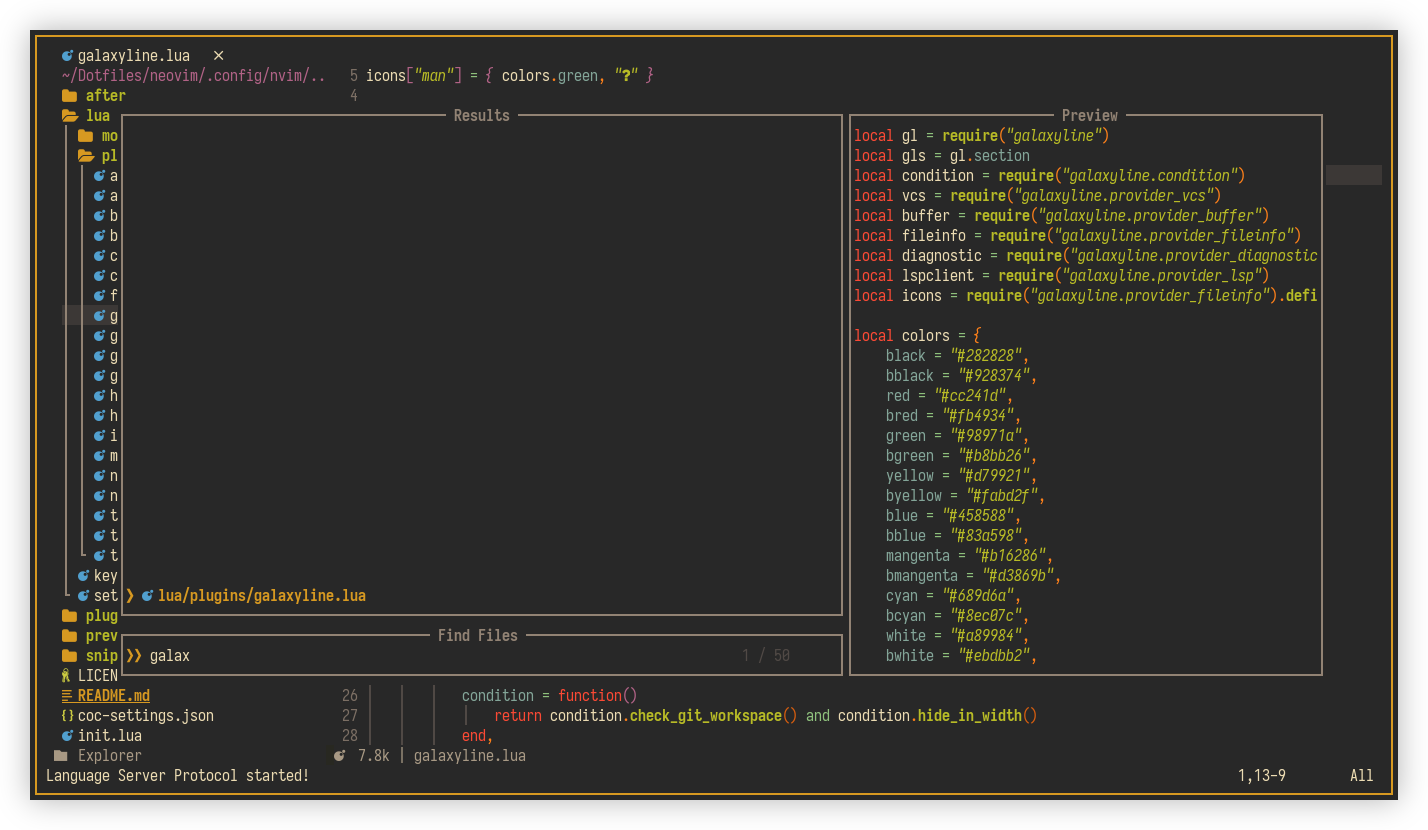 galaxyline.lua ✕
~/Dotfiles/neovim/.config/nvim/.. 5 icons["man"] = { colors.green, "?" }
after 4
lua
Results
Preview
mo
pl
a
a
b
b
c
c
f
g
g
g
g
h
h
i
m
n
n
t
t
t
key
set
❯ lua/plugins/galaxyline.lua
local gl = require("galaxyline")
local gls = gl.section
local condition = require("galaxyline.condition")
local vcs = require("galaxyline.provider_vcs")
local buffer = require("galaxyline.provider_buffer")
local fileinfo = require("galaxyline.provider_fileinfo")
local diagnostic = require("galaxyline.provider_diagnostic
local lspclient = require("galaxyline.provider_lsp")
local icons = require("galaxyline.provider_fileinfo").defi
local colors = {
black = "#282828",
bblack = "#928374",
red = "#cc241d",
bred = "#fb4934",
green = "#98971a",
bgreen = "#b8bb26",
yellow = "#d79921",
byellow = "#fabd2f",
blue = "#458588",
bblue = "#83a598",
mangenta = "#b16286",
bmangenta = "#d3869b",
cyan = "#689d6a",
bcyan = "#8ec07c",
white = "#a89984",
bwhite = "#ebdbb2",
plug
prev
snip
Find Files
❯❯ galax 1 / 50
LICEN
README.md 26 condition = function()
coc-settings.json 27 return condition.check_git_workspace() and condition.hide_in_width()
init.lua 28 end,
Explorer 7.8k | galaxyline.lua
Language Server Protocol started! 1,13-9 All